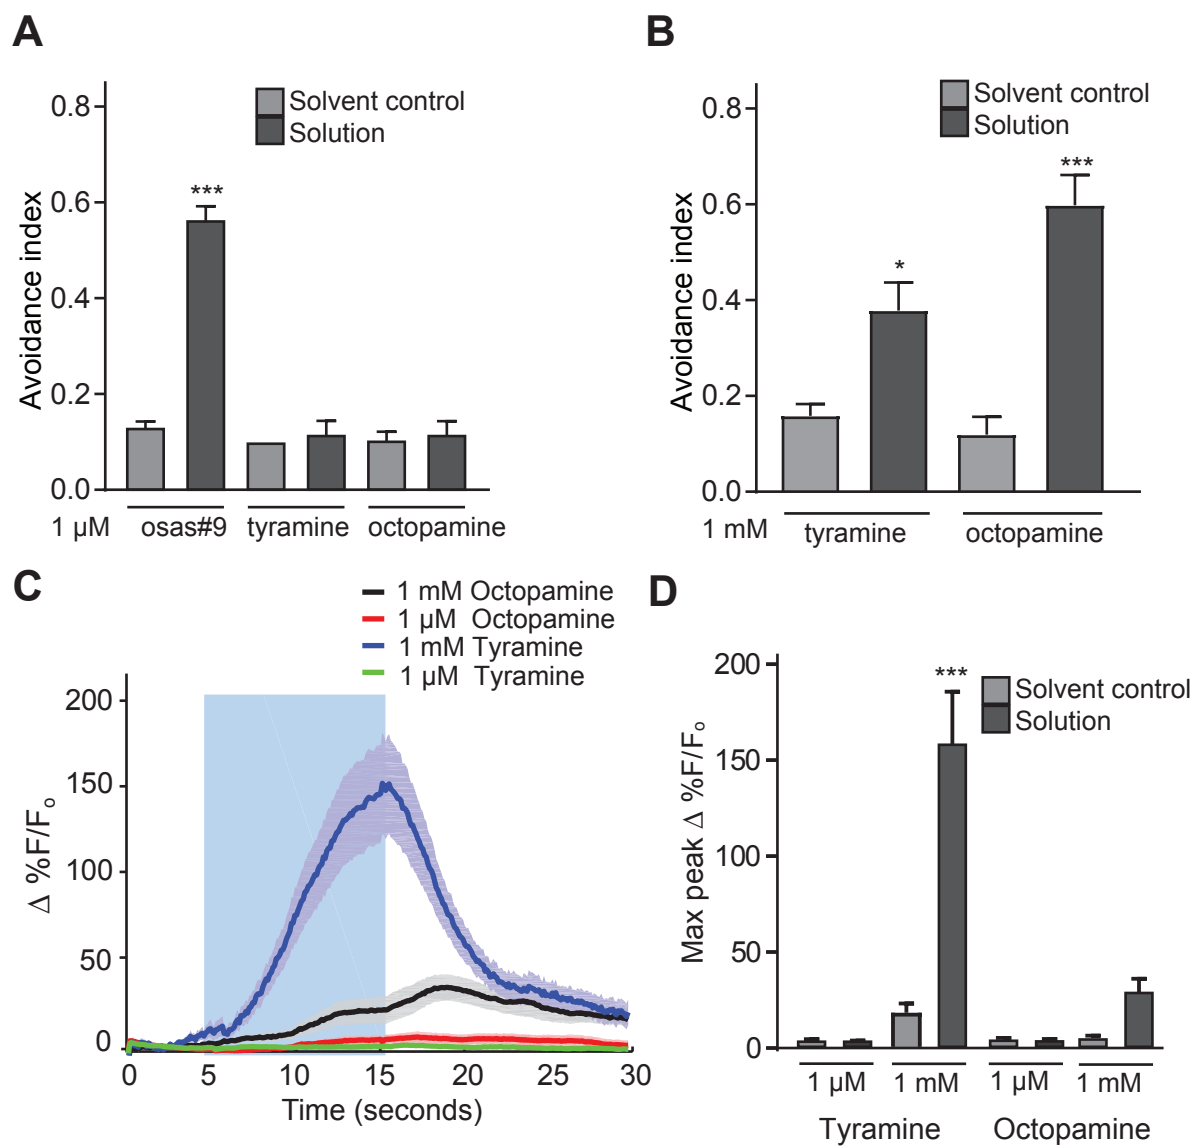 A
Solvent control
Solution
Avoidance index
0.8
0.6
0.4
0.2
0.0
***
1 µM
osas#9 tyramine octopamine
B
Solvent control
Solution
Avoidance index
0.8
0.6
0.4
0.2
0.0
*
***
1 mM
tyramine octopamine
C
1 mM Octopamine
1 µM Octopamine
1 mM Tyramine
1 µM Tyramine
Δ %F/Fo
200
150
100
50
0
0 5 10 15 20 25 30
Time (seconds)
D
Solvent control
Solution
Max peak Δ %F/Fo
200
150
100
50
0
***
1 µM 1 mM 1 µM 1 mM
Tyramine Octopamine